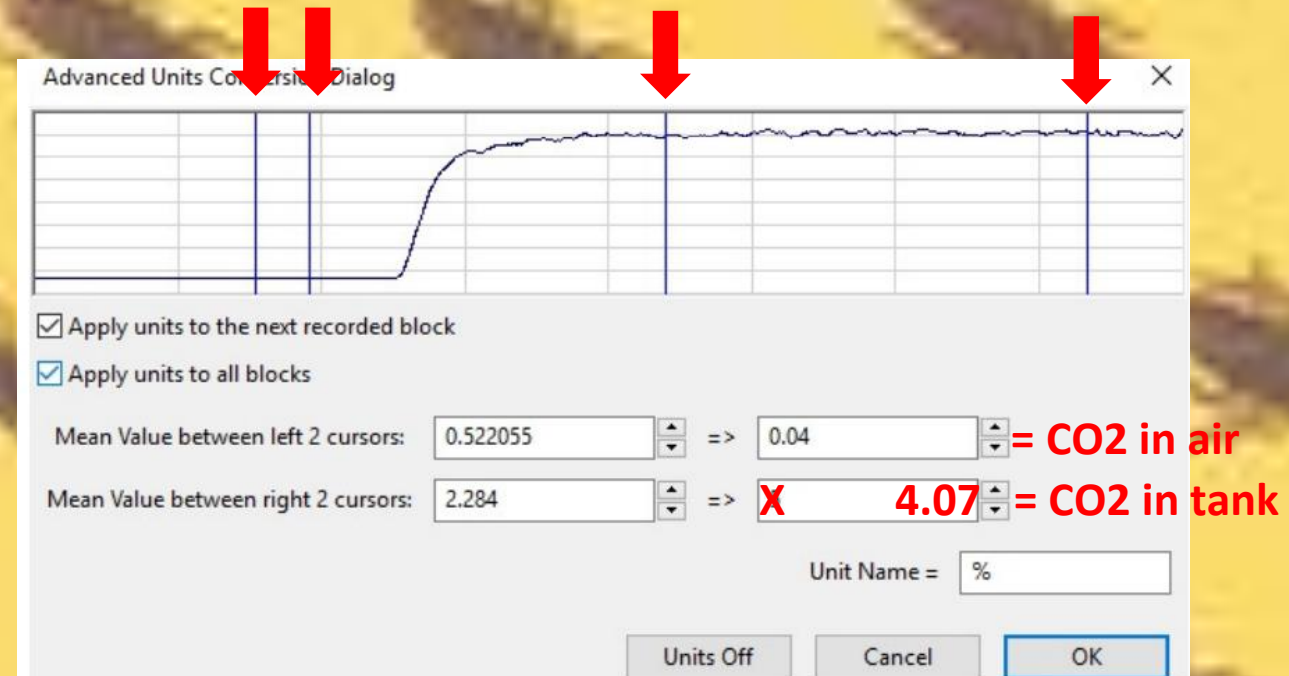 Advanced Units Conversion Dialog
Apply units to the next recorded block
Apply units to all blocks
Mean Value between left 2 cursors: 0.522055 => 0.04 = CO2 in air
Mean Value between right 2 cursors: 2.284 => X 4.07 = CO2 in tank
Unit Name = %
Units Off Cancel OK